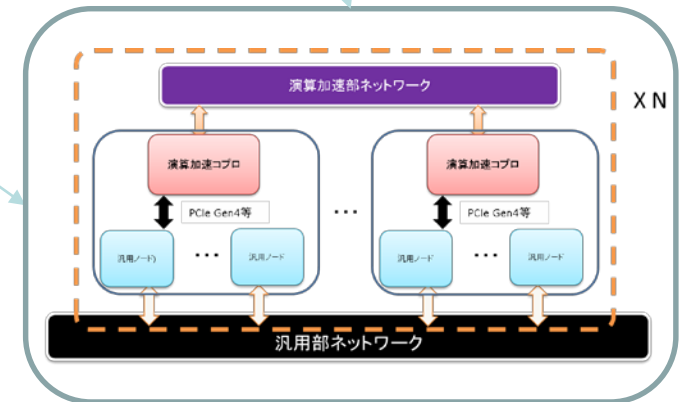 演算加速部ネットワーク
X N
演算加速コプロ
演算加速コプロ
PCIe Gen4等
・・・
PCIe Gen4等
汎用ノード)
・・・
汎用ノード
汎用ノード
・・・
汎用ノード
汎用部ネットワーク